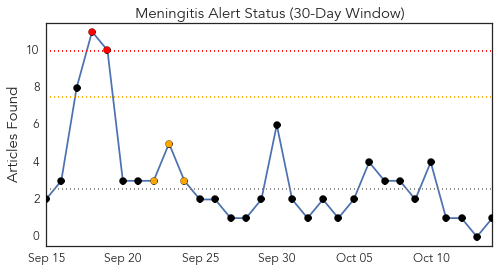 Meningitis Alert Status (30-Day Window)
Articles Found
10
8
6
4
2
0
Sep 15 Sep 20 Sep 25 Sep 30 Oct 05 Oct 10